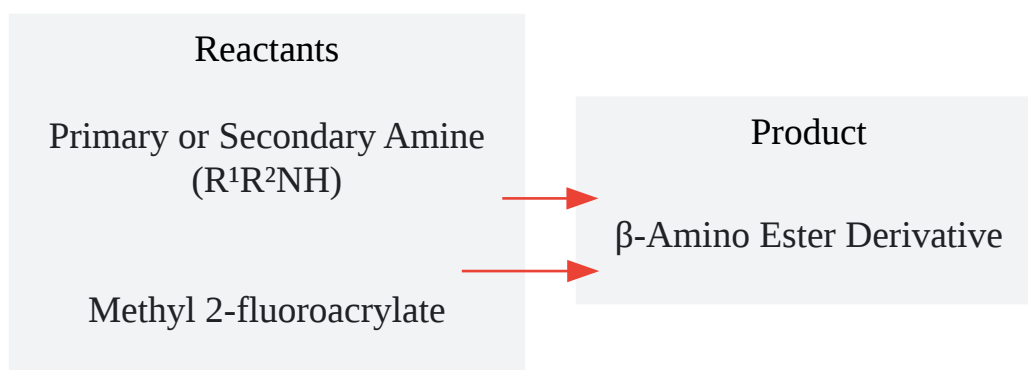 Reactants
Primary or Secondary Amine
(R¹R²NH)
Methyl 2-fluoroacrylate
Product
β-Amino Ester Derivative